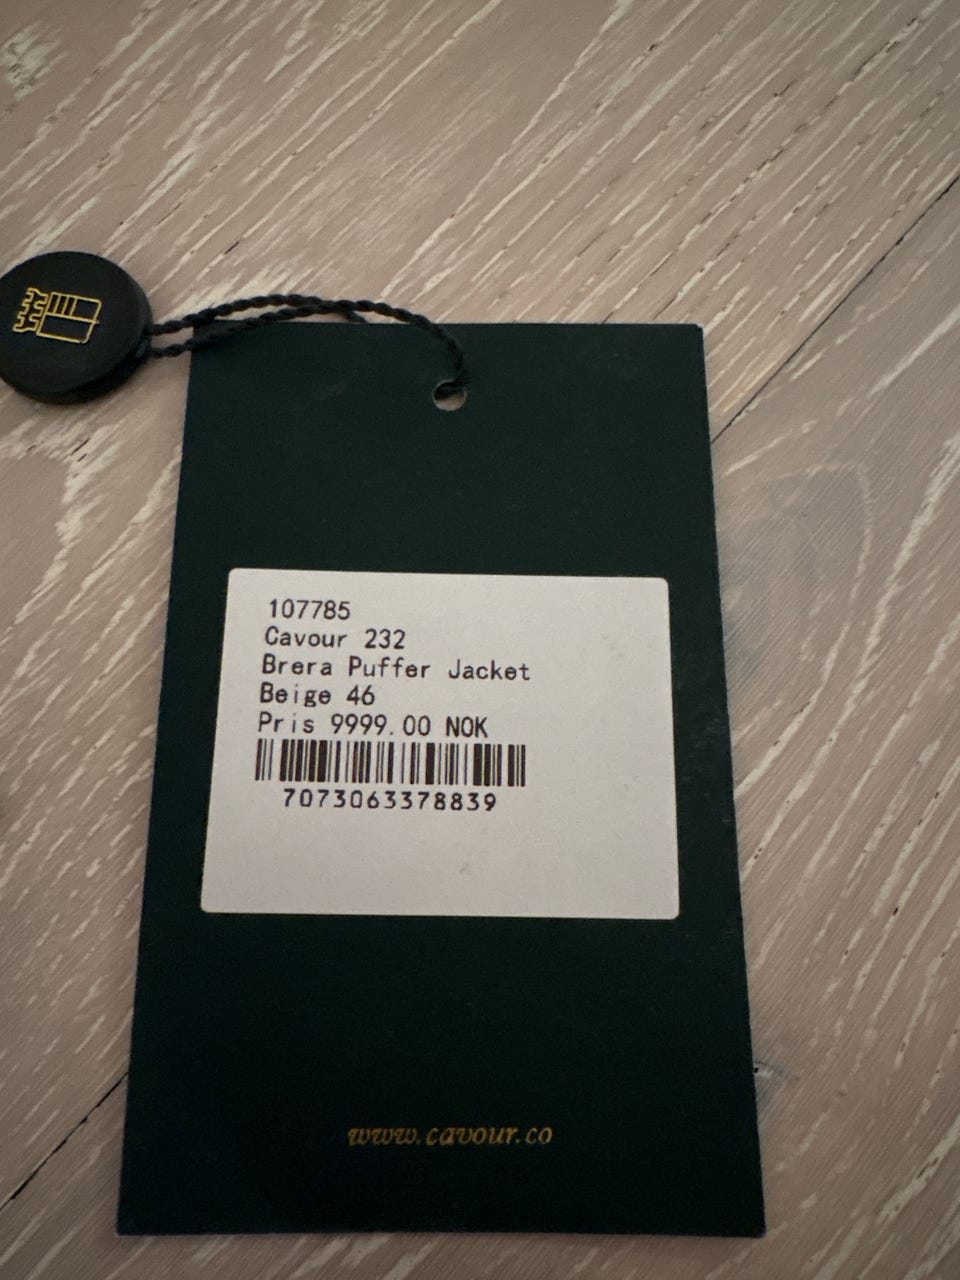 107785
Cavour 232
Brera Puffer Jacket
Beige 46
Pris 9999.00 NOK
7073063378839
www.cavour.co